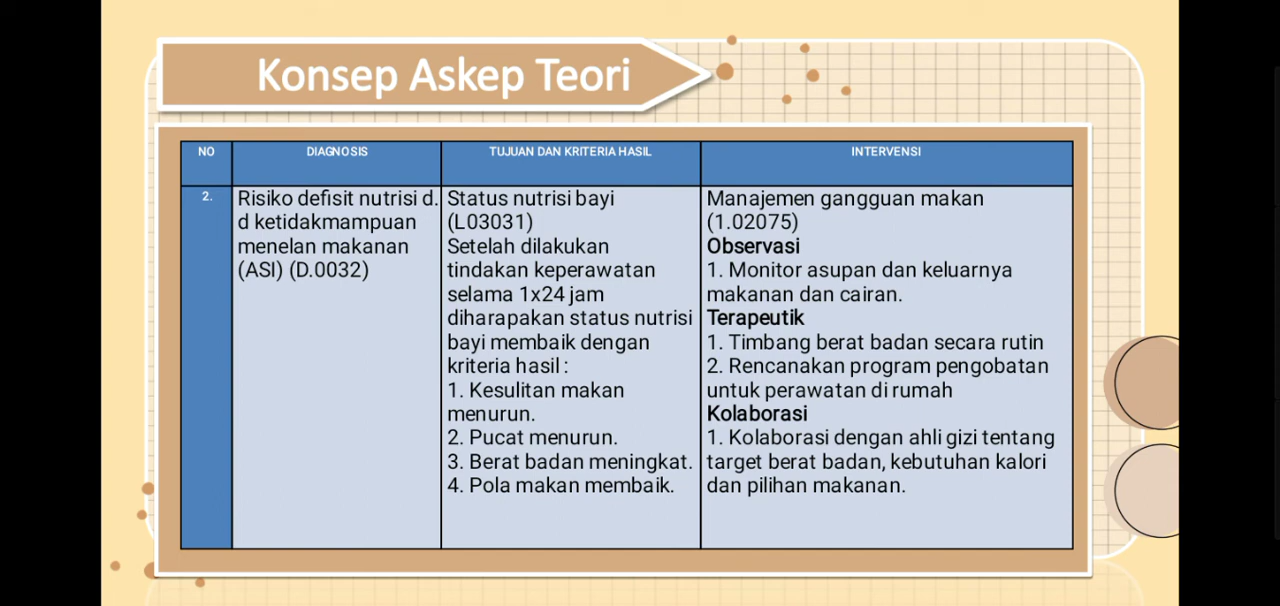 Konsep Askep Teori
NO
DIAGNOSIS
TUJUAN DAN KRITERIA HASIL
INTERVENSI
2.
Risiko defisit nutrisi d.
d ketidakmampuan
menelan makanan
(ASI) (D.0032)
Status nutrisi bayi
(L03031)
Setelah dilakukan
tindakan keperawatan
selama 1x24 jam
diharapakan status nutrisi
bayi membaik dengan
kriteria hasil :
1. Kesulitan makan
menurun.
2. Pucat menurun.
3. Berat badan meningkat.
4. Pola makan membaik.
Manajemen gangguan makan
(1.02075)
Observasi
1. Monitor asupan dan keluarnya
makanan dan cairan.
Terapeutik
1. Timbang berat badan secara rutin
2. Rencanakan program pengobatan
untuk perawatan di rumah
Kolaborasi
1. Kolaborasi dengan ahli gizi tentang
target berat badan, kebutuhan kalori
dan pilihan makanan.